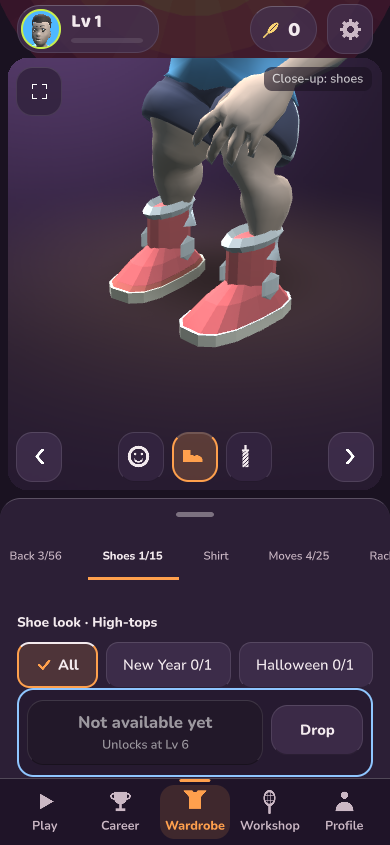 Lv 1
0
Close-up: shoes
Back 3/56
Shoes 1/15
Shirt
Moves 4/25
Shoe look · High-tops
All
New Year 0/1
Halloween 0/1
Not available yet
Unlocks at Lv 6
Drop
Play
Career
Wardrobe
Workshop
Profile